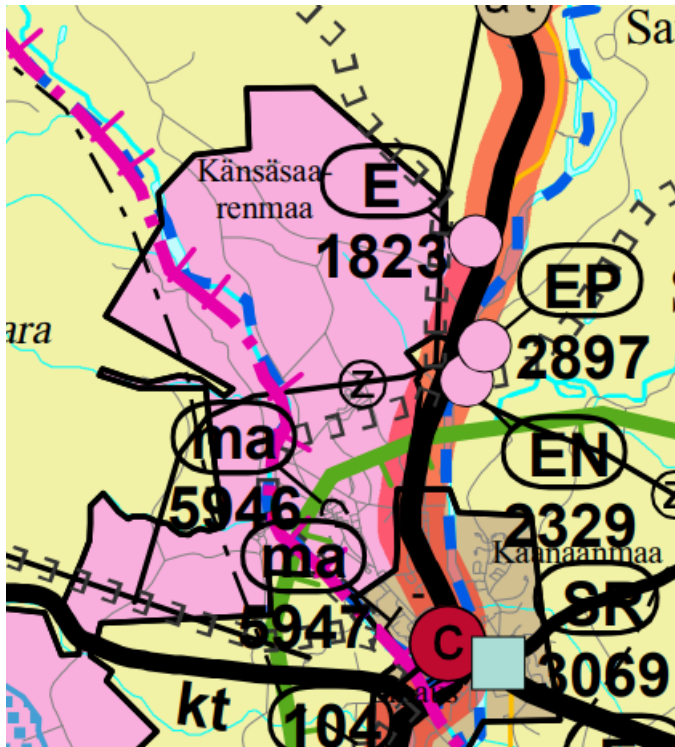 a t
Sa
Känsäsaa-
renmaa
E
1823
EP
2897
ara
Z
ma
5946
EN
2329
Z
Kaanaanmaa
ma
5947
SR
3069
C
kt
104